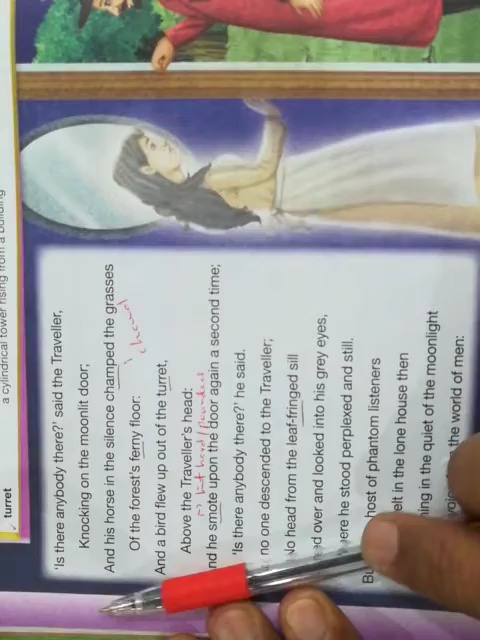 turret
a cylindrical tower rising from a building
'Is there anybody there?' said the Traveller,
Knocking on the moonlit door;
And his horse in the silence champed the grasses
Of the forest's ferny floor:
And a bird flew up out of the turret,
Above the Traveller's head:
nd he smote upon the door again a second time;
'Is there anybody there?' he said.
no one descended to the Traveller;
No head from the leaf-fringed sill
ed over and looked into his grey eyes,
ere he stood perplexed and still.
host of phantom listeners
elt in the lone house then
ning in the quiet of the moonlight
the world of men: